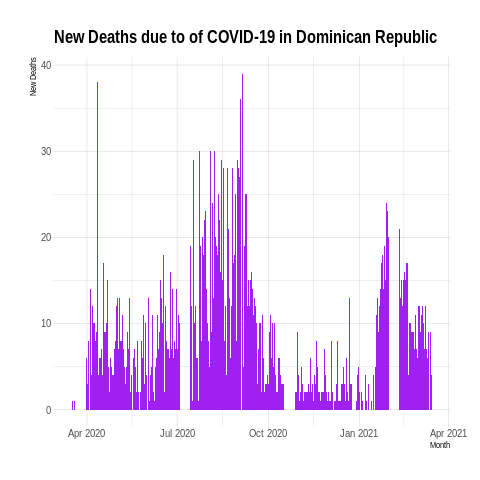 New Deaths due to of COVID-19 in Dominican Republic
New Deaths
40
30
20
10
0
Apr 2020 Jul 2020 Oct 2020 Jan 2021 Apr 2021
Month